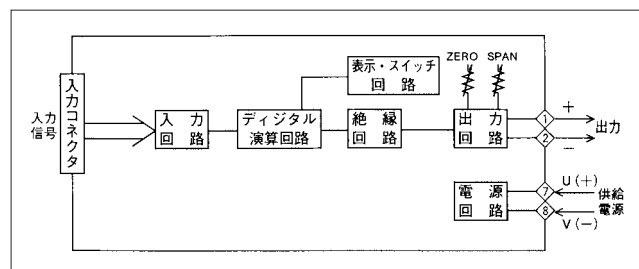 表示・スイッチ
回路
ZERO SPAN
入力コネクタ
入力
信号
入力
回路
ディジタル
演算回路
絶縁
回路
出力
回路
1
+
2
−
出力
電源
回路
7
U(+)
8
V(−)
供給
電源